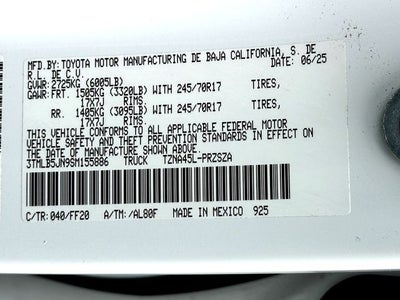 MFD.BY: TOYOTA MOTOR MANUFACTURING DE BAJA CALIFORNIA, S. DE
R.L. DE C.V. DATE: 06/25
GVWR: 2725KG (6005LB)
GAWR: FRT. 1505KG (3320LB) WITH 245/70R17 TIRES,
17X7J RIMS.
RR. 1405KG (3095LB) WITH 245/70R17 TIRES,
17X7J RIMS.
THIS VEHICLE CONFORMS TO ALL APPLICABLE FEDERAL MOTOR
VEHICLE SAFETY AND THEFT PREVENTION STANDARDS IN EFFECT ON
THE DATE OF MANUFACTURE SHOWN ABOVE.
3TMLB5JN9SM155886 TRUCK TZNA45L-PRZSZA
C/TR: 040/FF20 A/TM: /AL80F MADE IN MEXICO 925